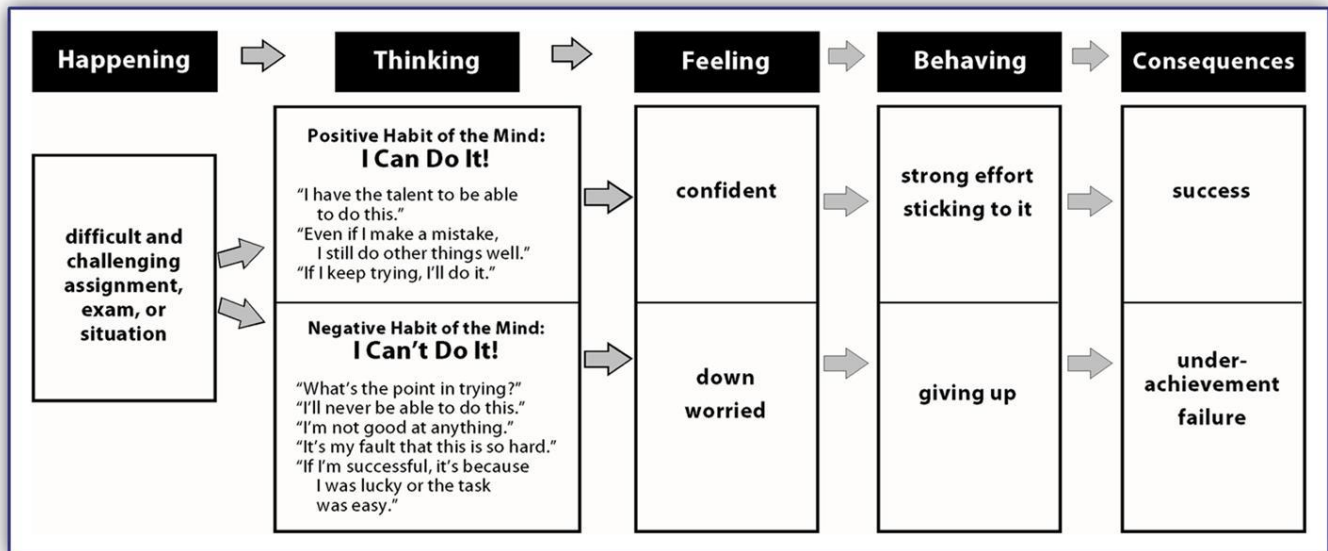 Happening
Thinking
Feeling
Behaving
Consequences
difficult and
challenging
assignment,
exam, or
situation
Positive Habit of the Mind:
I Can Do It!
“I have the talent to be able
to do this.”
“Even if I make a mistake,
I still do other things well.”
“If I keep trying, I’ll do it.”
confident
strong effort
sticking to it
success
Negative Habit of the Mind:
I Can’t Do It!
“What’s the point in trying?”
“I’ll never be able to do this.”
“I’m not good at anything.”
“It’s my fault that this is so hard.”
“If I’m successful, it’s because
I was lucky or the task
was easy.”
down
worried
giving up
under-
achievement
failure